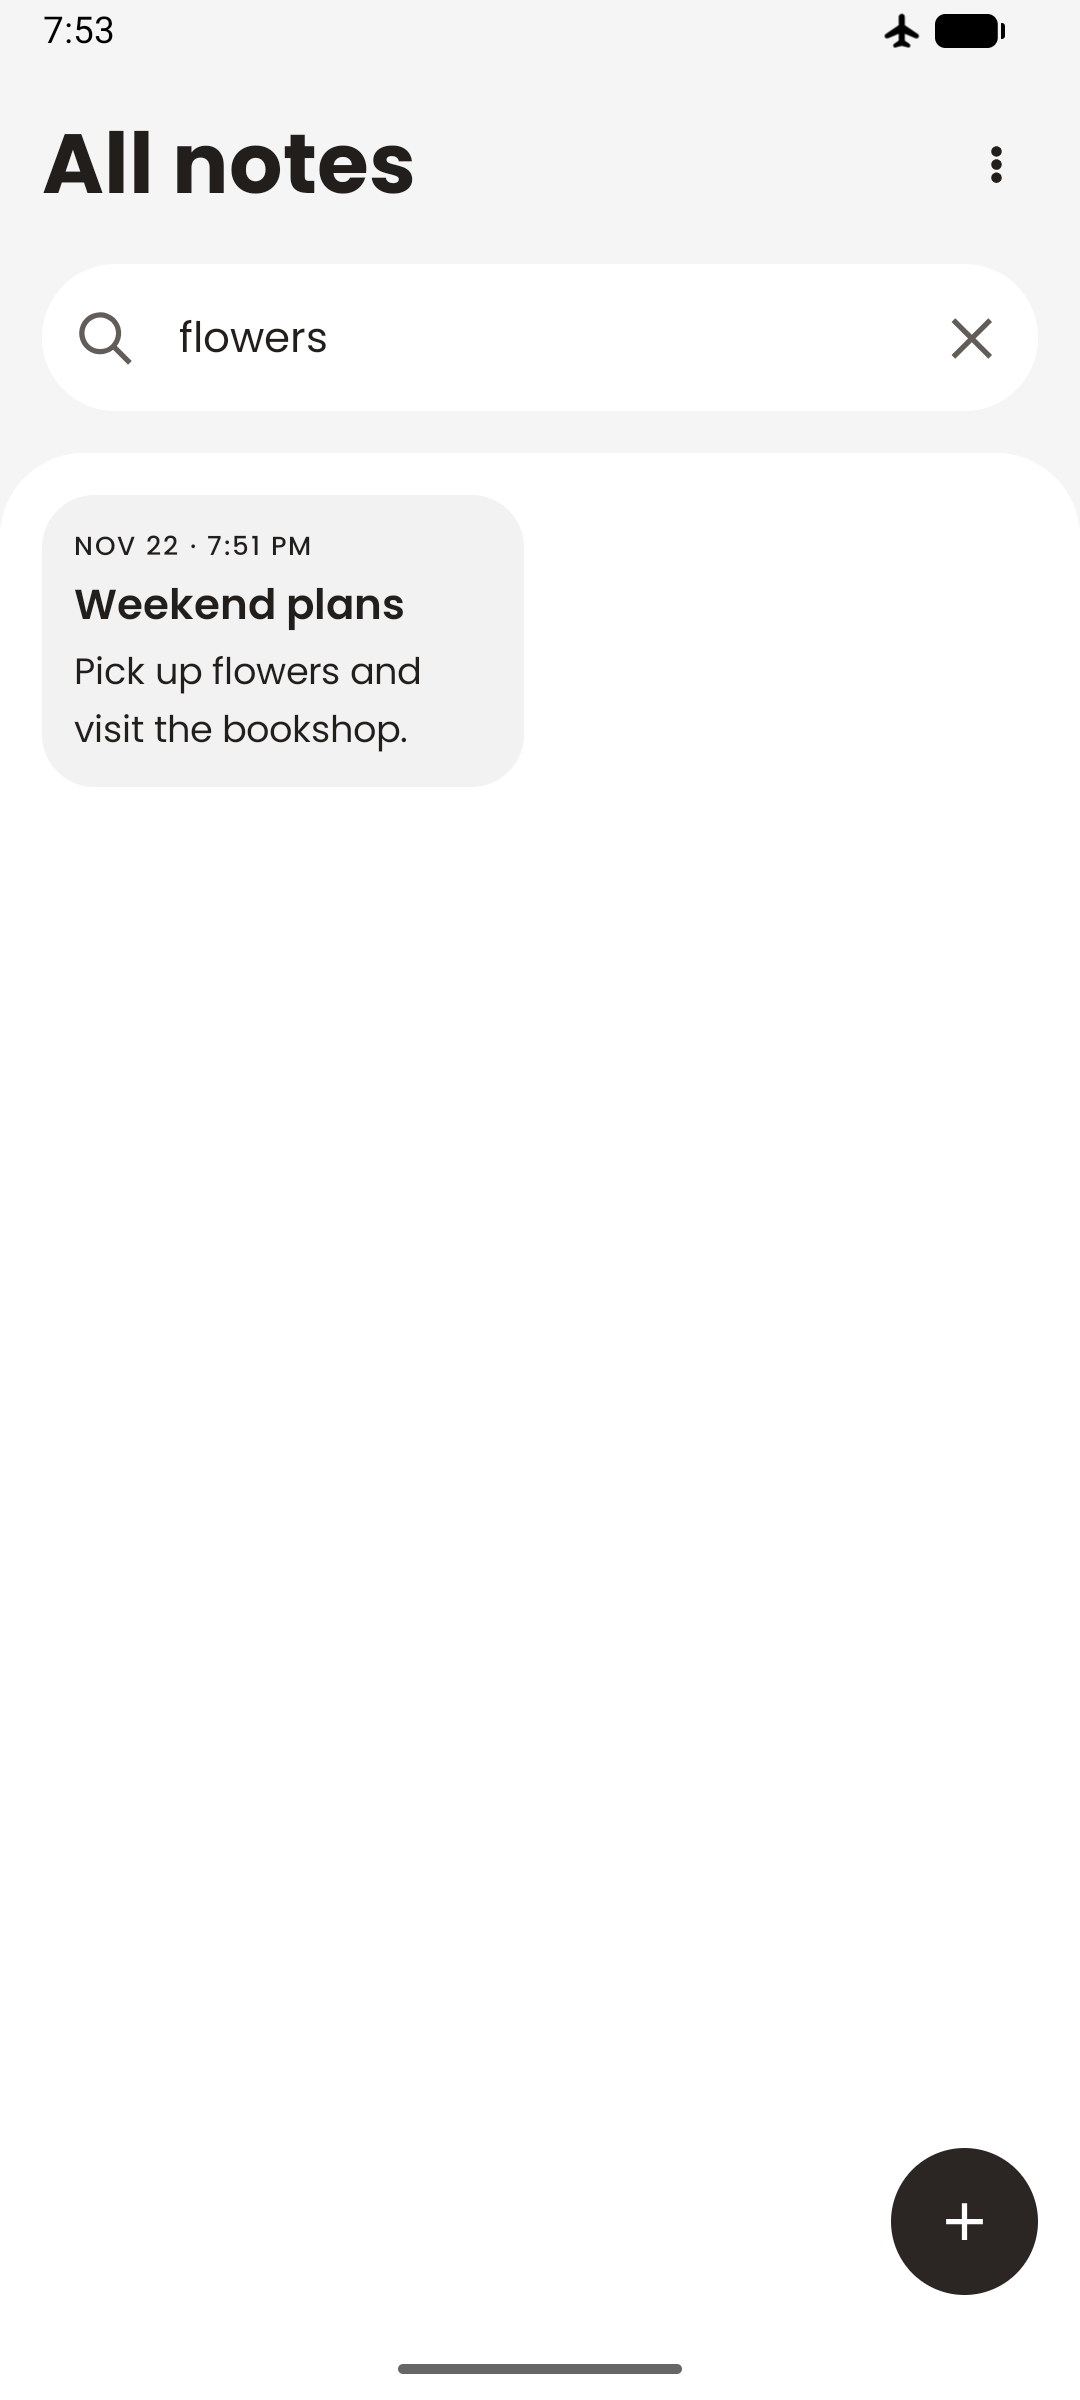 7:53
All notes
flowers
NOV 22 · 7:51 PM
Weekend plans
Pick up flowers and
visit the bookshop.